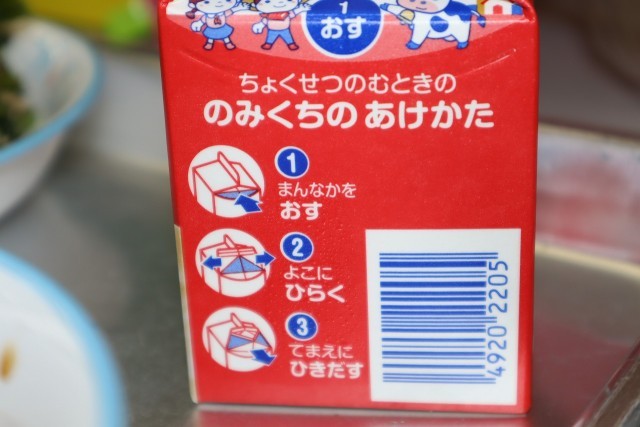 1
おす
ちょくせつのむときの
のみくちのあけかた
1
まんなかを
おす
2
よこに
ひらく
3
てまえに
ひきだす
4920 2205